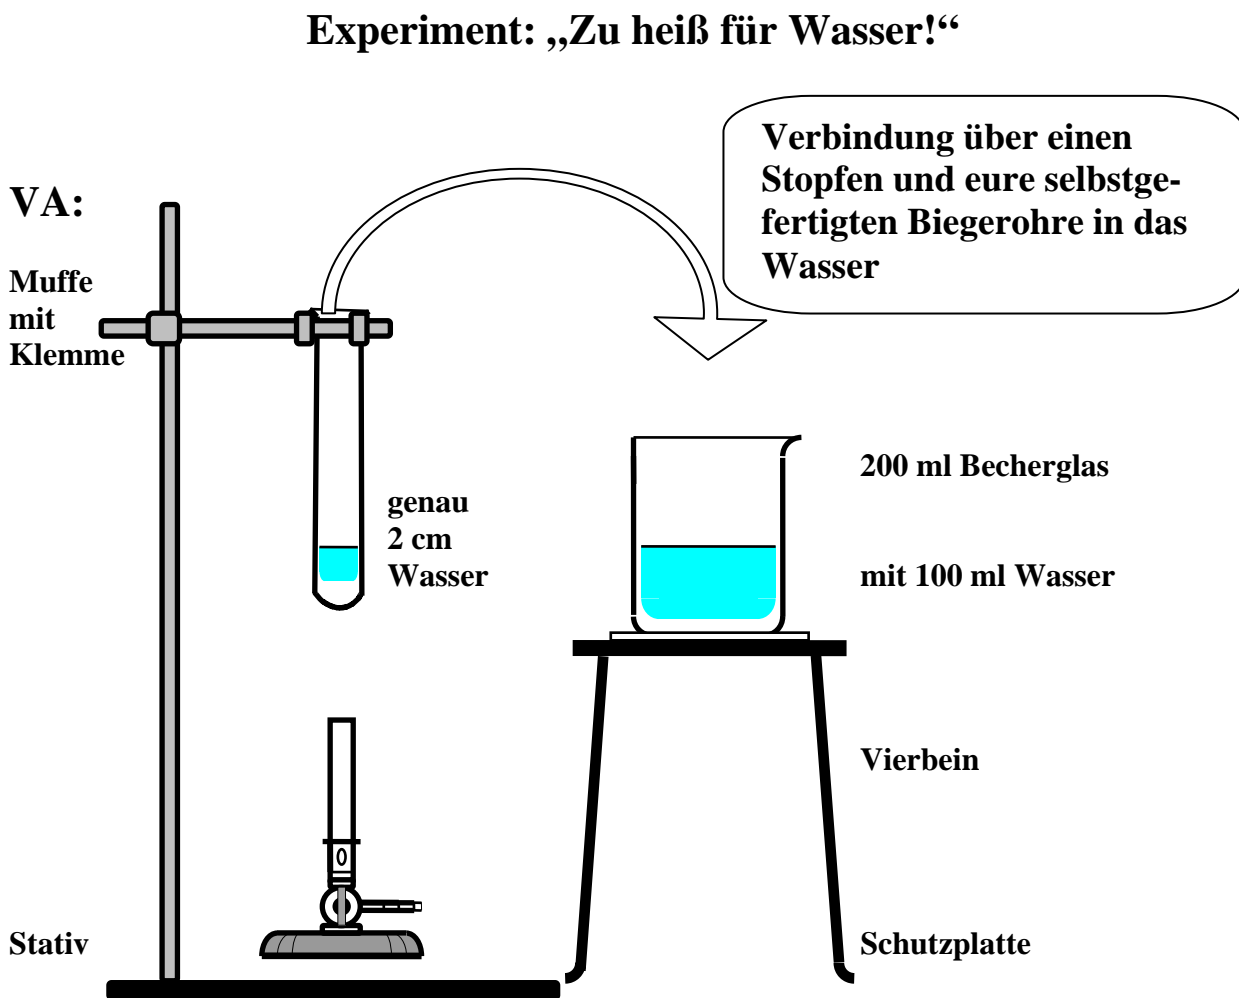 Experiment: „Zu heiß für Wasser!“
Verbindung über einen
Stopfen und eure selbstge-
fertigten Biegerohre in das
Wasser
VA:
Muffe
mit
Klemme
200 ml Becherglas
genau
2 cm
Wasser
mit 100 ml Wasser
Vierbein
Stativ
Schutzplatte